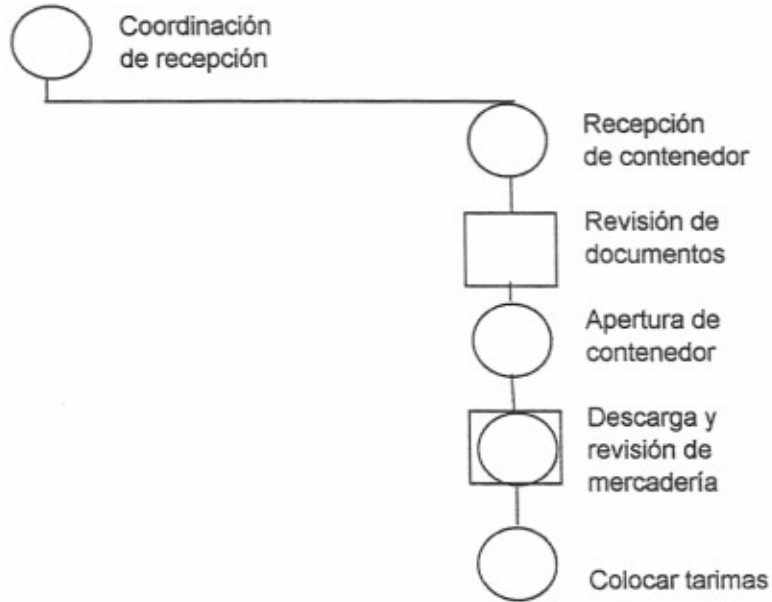 Coordinación
de recepción
Recepción
de contenedor
Revisión de
documentos
Apertura de
contenedor
Descarga y
revisión de
mercadería
Colocar tarimas